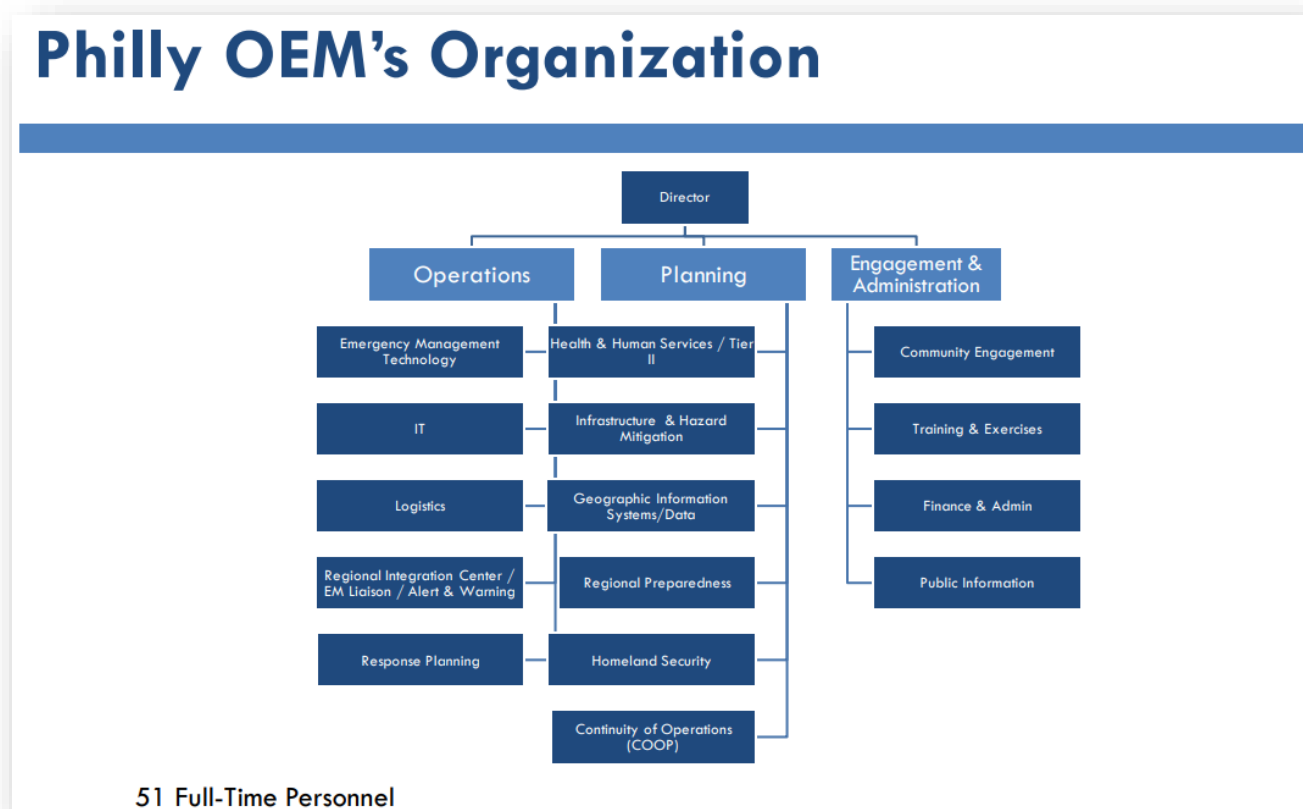 Philly OEM's Organization
Director
Operations
Planning
Engagement &
Administration
Emergency Management
Technology
Health & Human Services / Tier
II
Community Engagement
IT
Infrastructure & Hazard
Mitigation
Training & Exercises
Logistics
Geographic Information
Systems/Data
Finance & Admin
Regional Integration Center /
EM Liaison / Alert & Warning
Regional Preparedness
Public Information
Response Planning
Homeland Security
Continuity of Operations
(COOP)
51 Full-Time Personnel